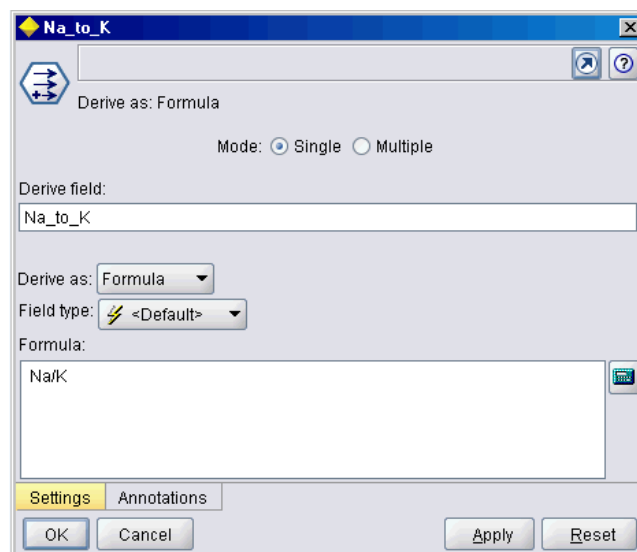 Na_to_K
Derive as: Formula
Mode: Single Multiple
Derive field:
Na_to_K
Derive as: Formula
Field type: <Default>
Formula:
Na/K
Settings Annotations
OK Cancel Apply Reset